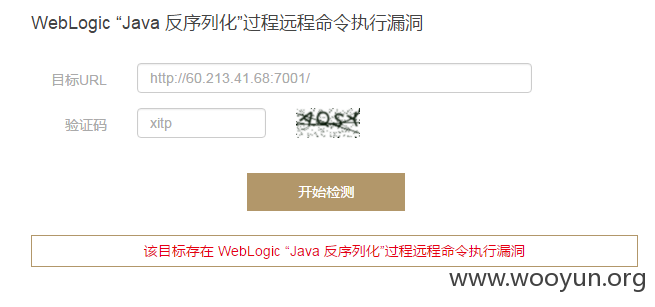 WebLogic “Java 反序列化”过程远程命令执行漏洞
目标URL http://60.213.41.68:7001/
验证码 xitp
开始检测
该目标存在 WebLogic “Java 反序列化”过程远程命令执行漏洞
www.wooyun.org